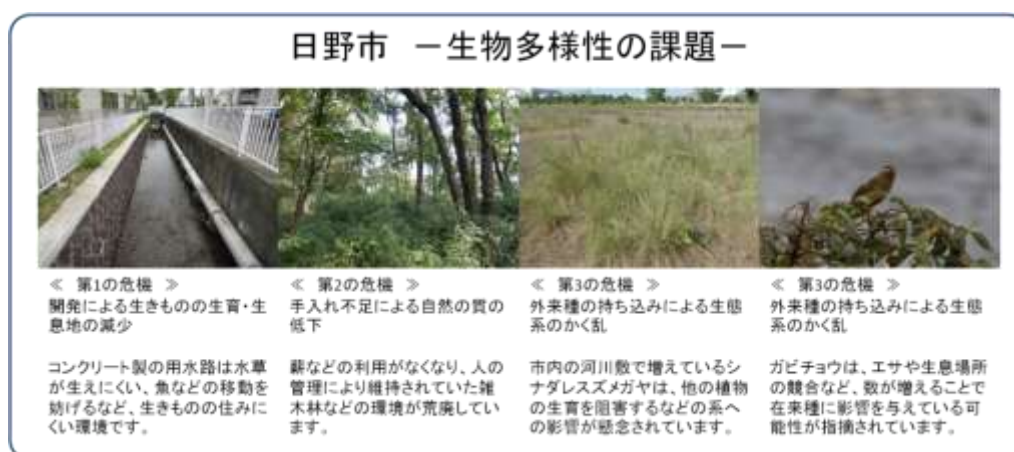 日野市　－生物多様性の課題－
≪　第1の危機　≫
開発による生きものの生育・生
息地の減少
コンクリート製の用水路は水草
が生えにくい、魚などの移動を
妨げるなど、生きものの住みに
くい環境です。
≪　第2の危機　≫
手入れ不足による自然の質の
低下
薪などの利用がなくなり、人の
管理により維持されていた雑
木林などの環境が荒廃してい
ます。
≪　第3の危機　≫
外来種の持ち込みによる生態
系のかく乱
市内の河川敷で増えているシ
ナダレスズメガヤは、他の植物
の生育を阻害するなどの系へ
の影響が懸念されています。
≪　第3の危機　≫
外来種の持ち込みによる生態
系のかく乱
ガビチョウは、エサや生息場所
の競合など、数が増えることで
在来種に影響を与えている可
能性が指摘されています。